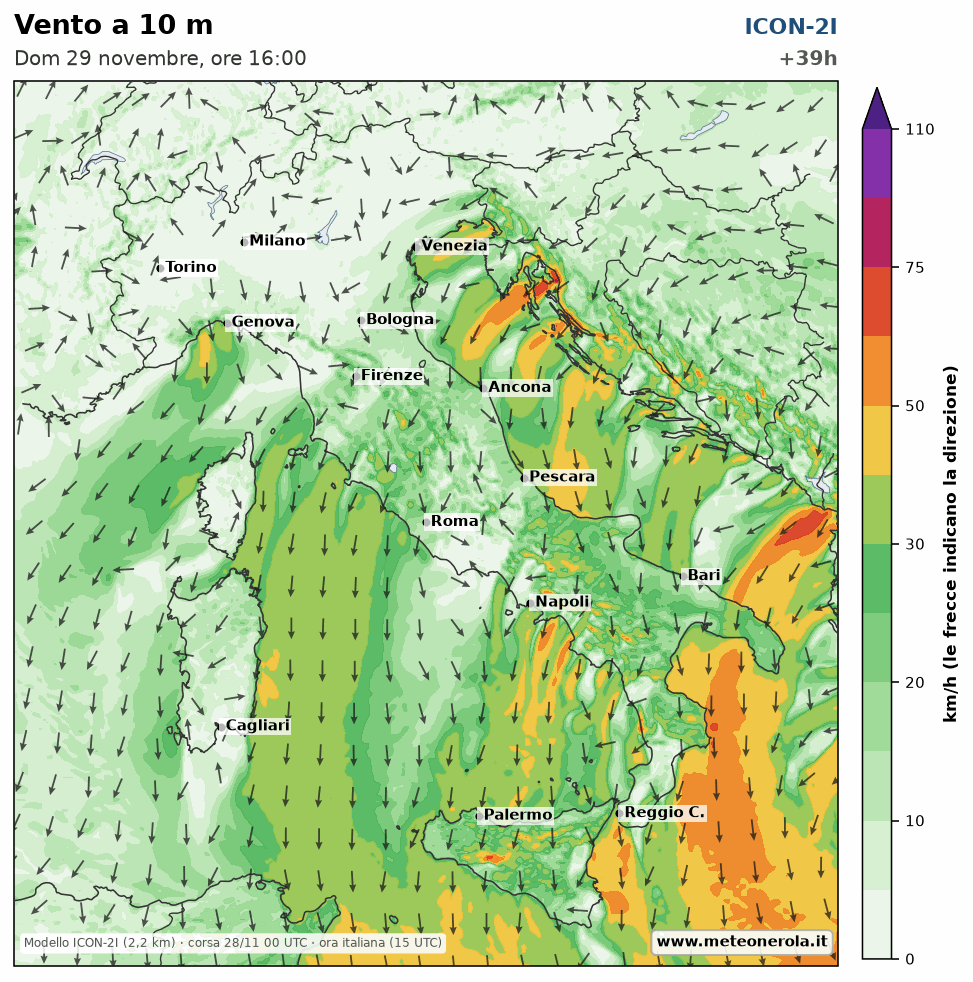 Vento a 10 m
ICON-2I
Dom 29 novembre, ore 16:00
+39h
110
75
50
30
20
10
0
km/h (le frecce indicano la direzione)
Venezia
Milano
Torino
Genova
Bologna
Firenze
Ancona
Pescara
Roma
Bari
Napoli
Cagliari
Palermo
Reggio C.
Modello ICON-2I (2,2 km) · corsa 28/11 00 UTC · ora italiana (15 UTC)
www.meteonerola.it